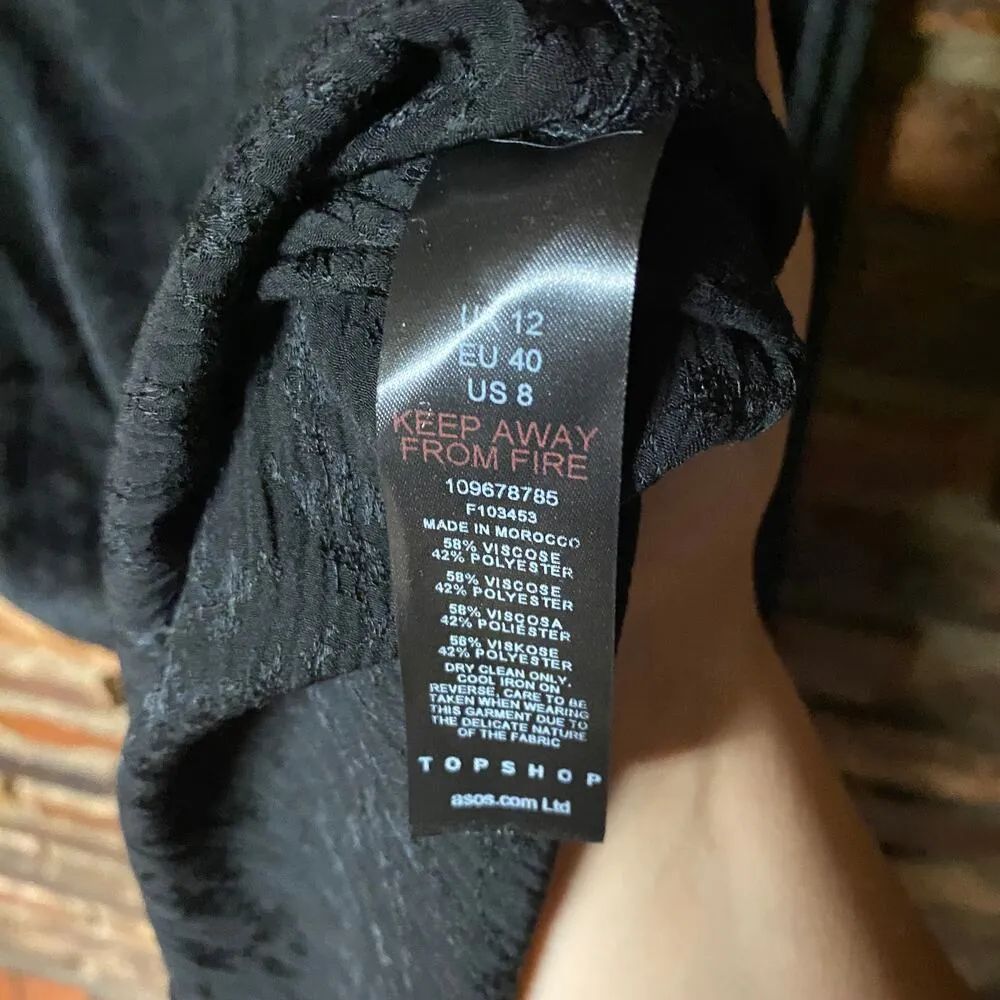 UK 12
EU 40
US 8
KEEP AWAY
FROM FIRE
109678785
F103453
MADE IN MOROCCO
58% VISCOSE
42% POLYESTER
58% VISCOSE
42% POLYESTER
58% VISCOSA
42% POLIÉSTER
58% VISKOSE
42% POLYESTER
DRY CLEAN ONLY,
COOL IRON ON
REVERSE, CARE TO BE
TAKEN WHEN WEARING
THIS GARMENT DUE TO
THE DELICATE NATURE
OF THE FABRIC
TOPSHOP
asos.com Ltd